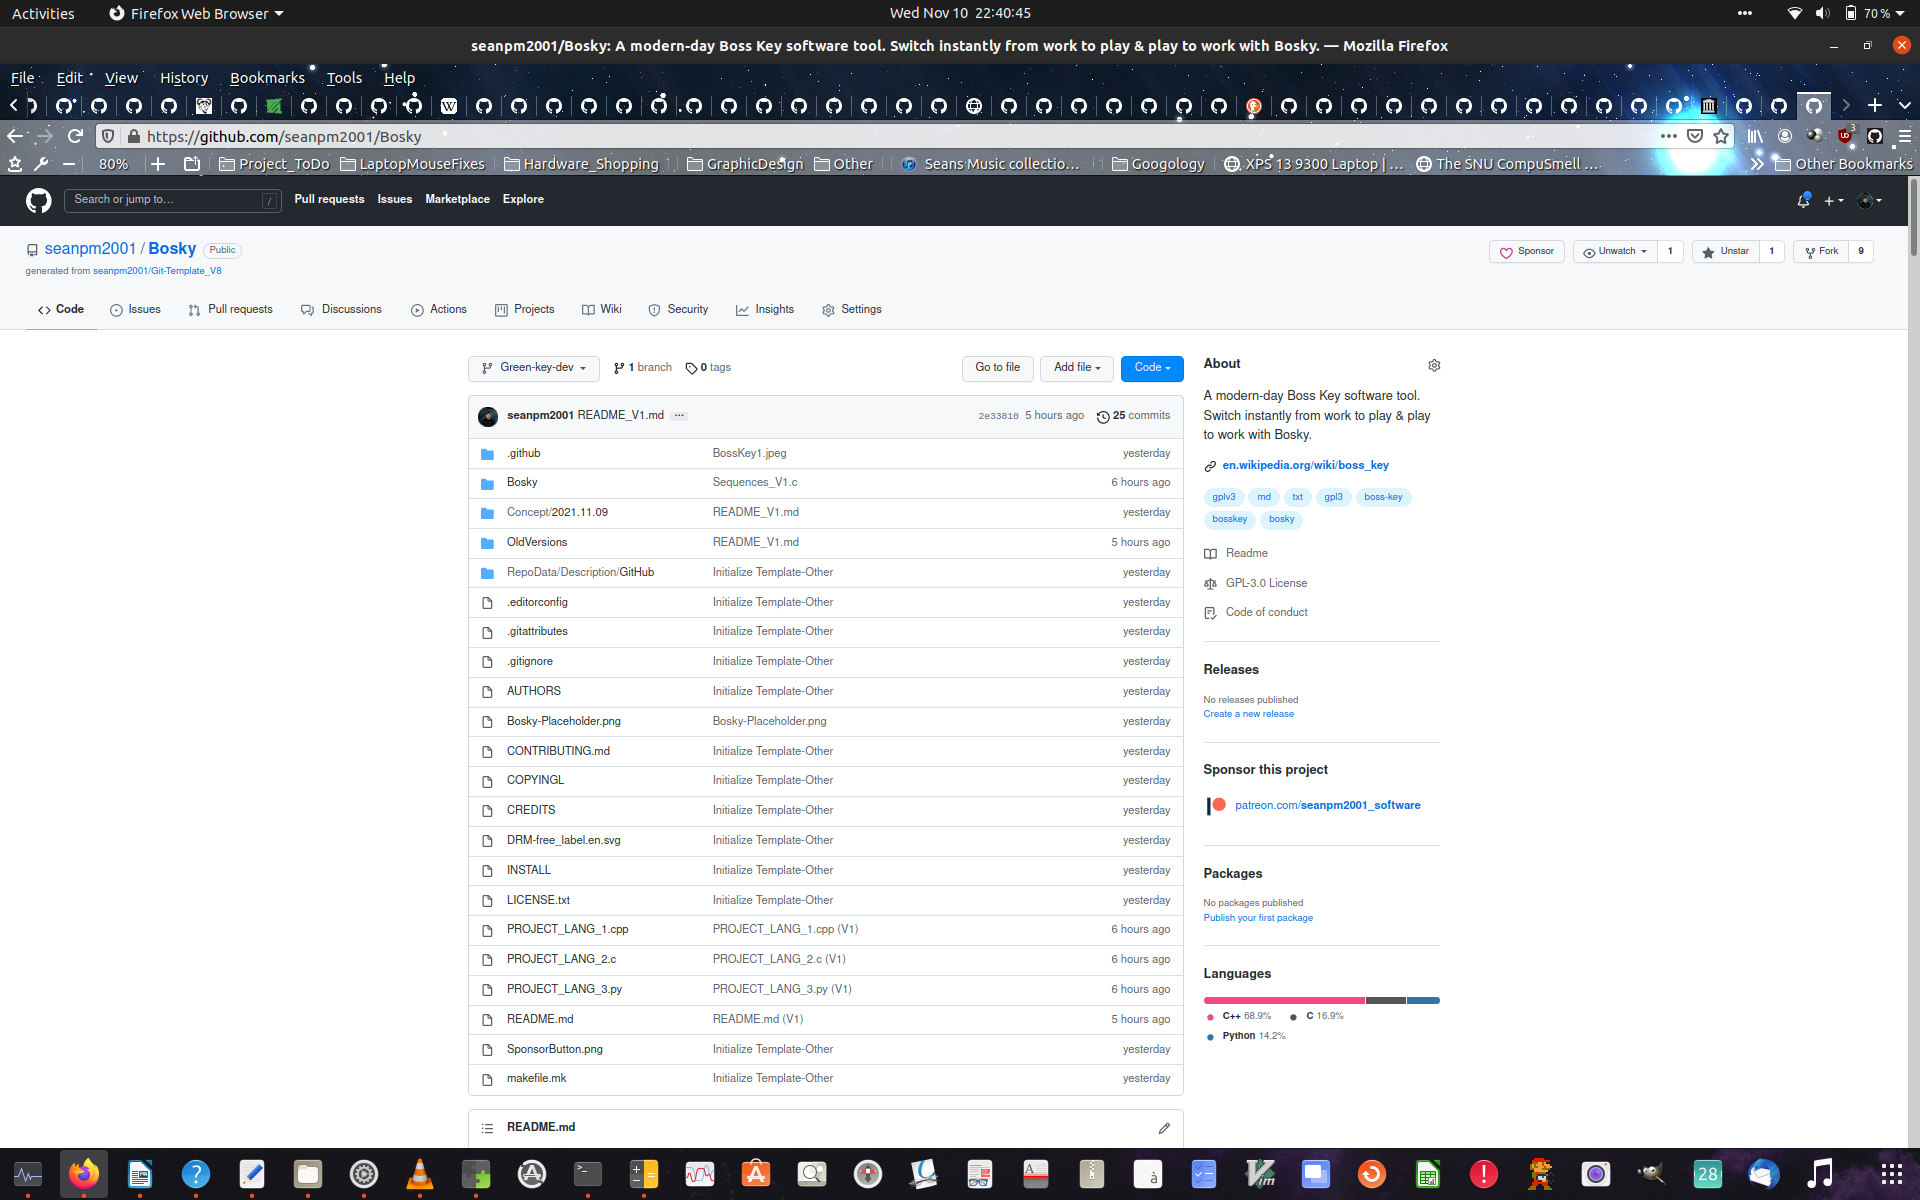 Activities
Firefox Web Browser
Wed Nov 10 22:40:45
70 %
seanpm2001/Bosky: A modern-day Boss Key software tool. Switch instantly from work to play & play to work with Bosky. — Mozilla Firefox
File Edit View History Bookmarks Tools Help
https://github.com/seanpm2001/Bosky
3
80% Project_ToDo LaptopMouseFixes Hardware_Shopping GraphicDesign Other Seans Music collectio… Googology XPS 13 9300 Laptop | … The SNU CompuSmell … Other Bookmarks
Search or jump to… / Pull requests Issues Marketplace Explore
seanpm2001 / Bosky Public
generated from seanpm2001/Git-Template_V8
Sponsor Unwatch 1 Unstar 1 Fork 9
Code Issues Pull requests Discussions Actions Projects Wiki Security Insights Settings
Green-key-dev 1 branch 0 tags Go to file Add file Code
seanpm2001 README_V1.md ... 2e33810 5 hours ago 25 commits
.github BossKey1.jpeg yesterday
Bosky Sequences_V1.c 6 hours ago
Concept/2021.11.09 README_V1.md yesterday
OldVersions README_V1.md 5 hours ago
RepoData/Description/GitHub Initialize Template-Other yesterday
.editorconfig Initialize Template-Other yesterday
.gitattributes Initialize Template-Other yesterday
.gitignore Initialize Template-Other yesterday
AUTHORS Initialize Template-Other yesterday
Bosky-Placeholder.png Bosky-Placeholder.png yesterday
CONTRIBUTING.md Initialize Template-Other yesterday
COPYINGL Initialize Template-Other yesterday
CREDITS Initialize Template-Other yesterday
DRM-free_label.en.svg Initialize Template-Other yesterday
INSTALL Initialize Template-Other yesterday
LICENSE.txt Initialize Template-Other yesterday
PROJECT_LANG_1.cpp PROJECT_LANG_1.cpp (V1) 6 hours ago
PROJECT_LANG_2.c PROJECT_LANG_2.c (V1) 6 hours ago
PROJECT_LANG_3.py PROJECT_LANG_3.py (V1) 6 hours ago
README.md README.md (V1) 5 hours ago
SponsorButton.png Initialize Template-Other yesterday
makefile.mk Initialize Template-Other yesterday
README.md
About
A modern-day Boss Key software tool.
Switch instantly from work to play & play
to work with Bosky.
en.wikipedia.org/wiki/boss_key
gplv3 md txt gpl3 boss-key
bosskey bosky
Readme
GPL-3.0 License
Code of conduct
Releases
No releases published
Create a new release
Sponsor this project
patreon.com/seanpm2001_software
Packages
No packages published
Publish your first package
Languages
C++ 68.9% C 16.9%
Python 14.2%
28